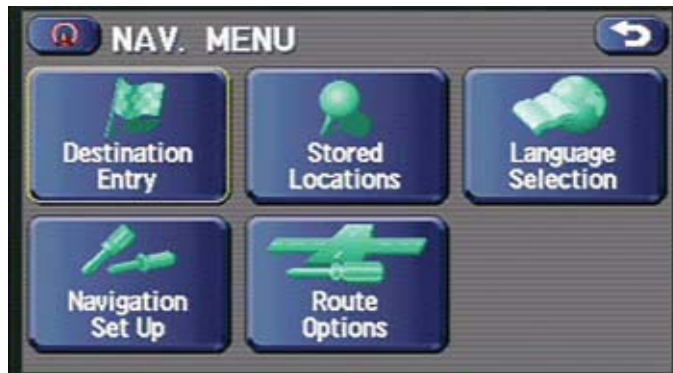 NAV. MENU
Destination
Entry
Stored
Locations
Language
Selection
Navigation
Set Up
Route
Options